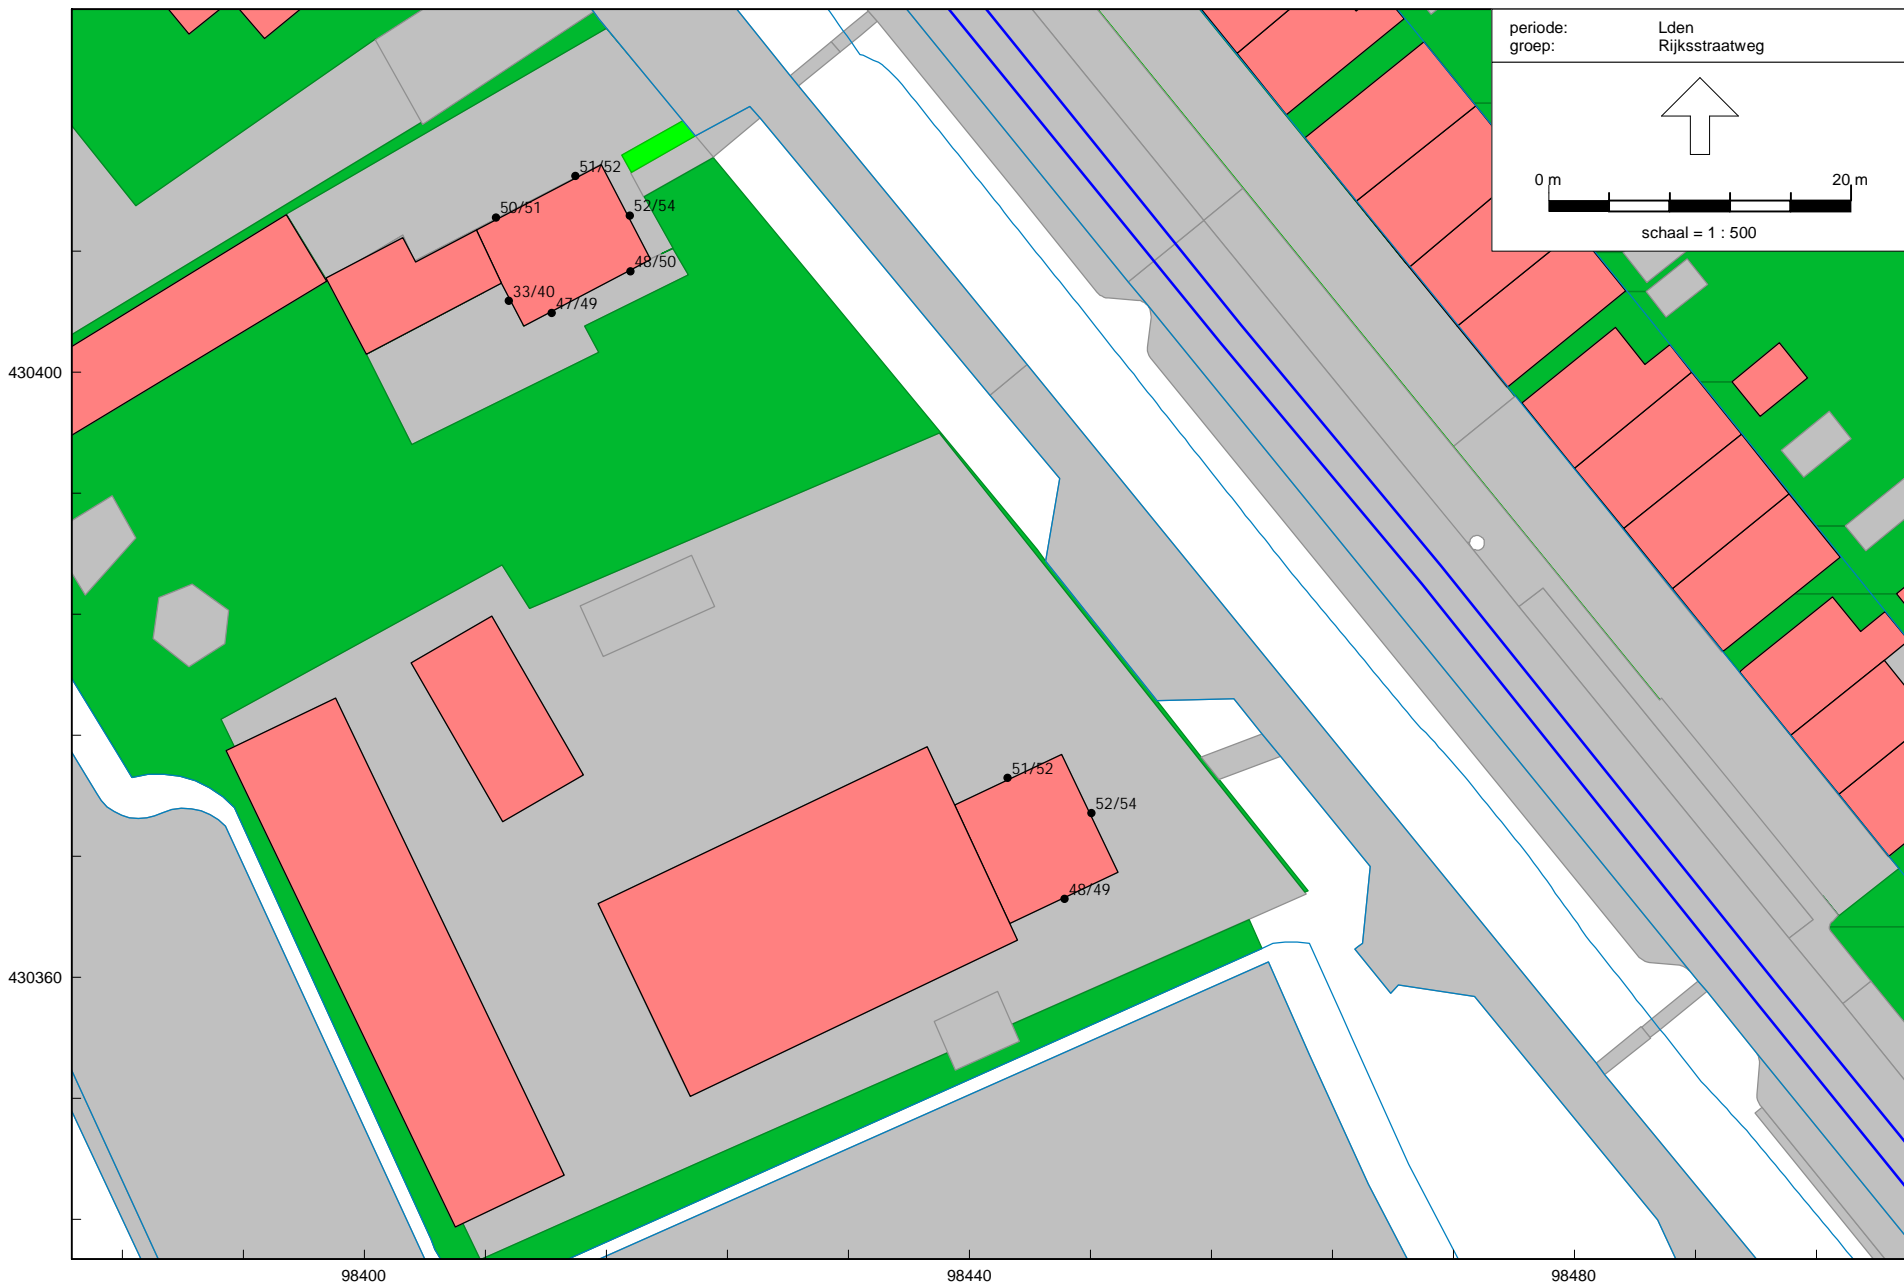 periode: Lden
groep: Rijksstraatweg
0 m 20 m
schaal = 1 : 500
51/52
50/51
52/54
48/50
33/40
47/49
430400
51/52
52/54
48/49
430360
98400 98440 98480